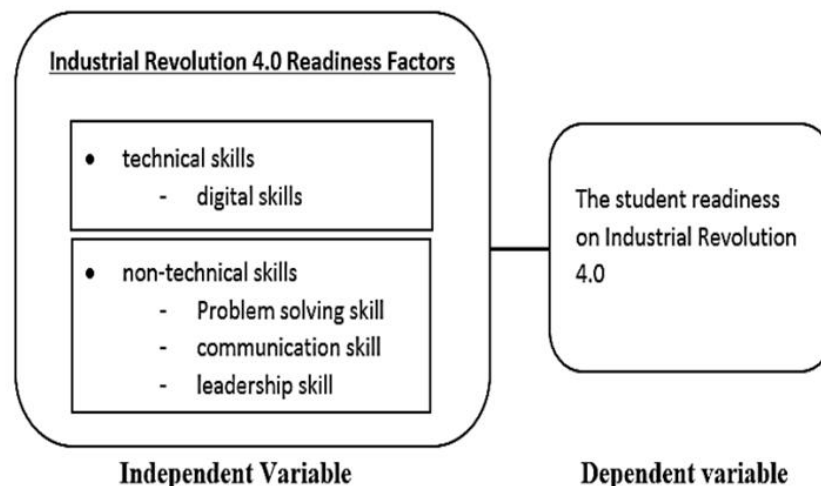 Industrial Revolution 4.0 Readiness Factors
• technical skills
- digital skills
• non-technical skills
- Problem solving skill
- communication skill
- leadership skill
The student readiness
on Industrial Revolution
4.0
Independent Variable
Dependent variable